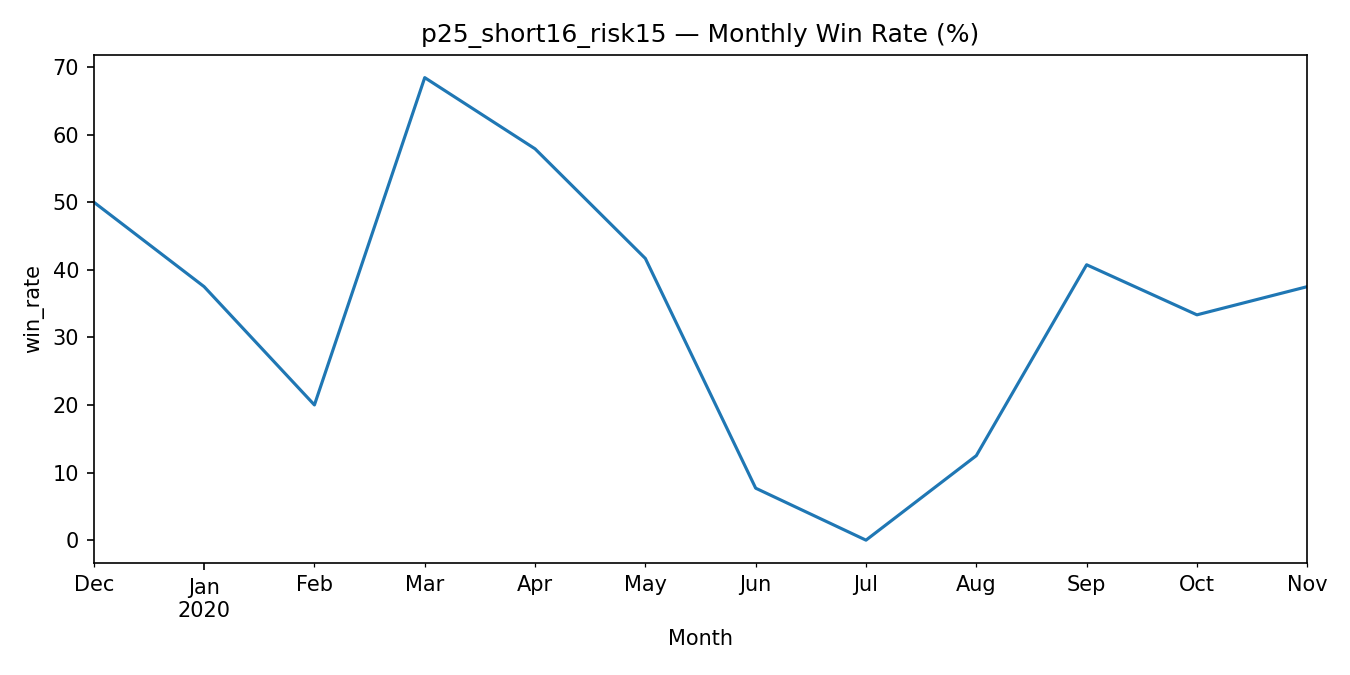 p25_short16_risk15 — Monthly Win Rate (%)
70
60
50
40
30
20
10
0
win_rate
Dec Jan Feb Mar Apr May Jun Jul Aug Sep Oct Nov
2020
Month